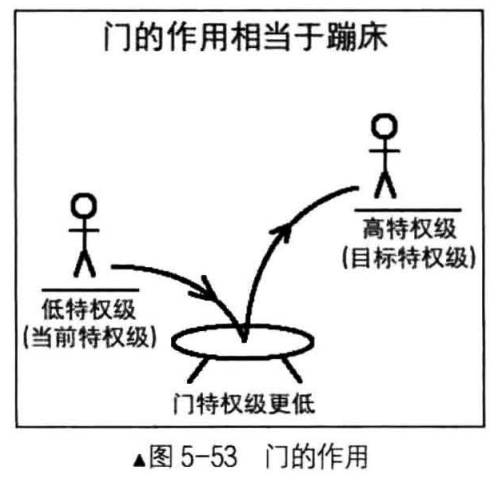 门的作用相当于蹦床
高特权级
(目标特权级)
低特权级
(当前特权级)
门特权级更低
▲图 5-53 门的作用